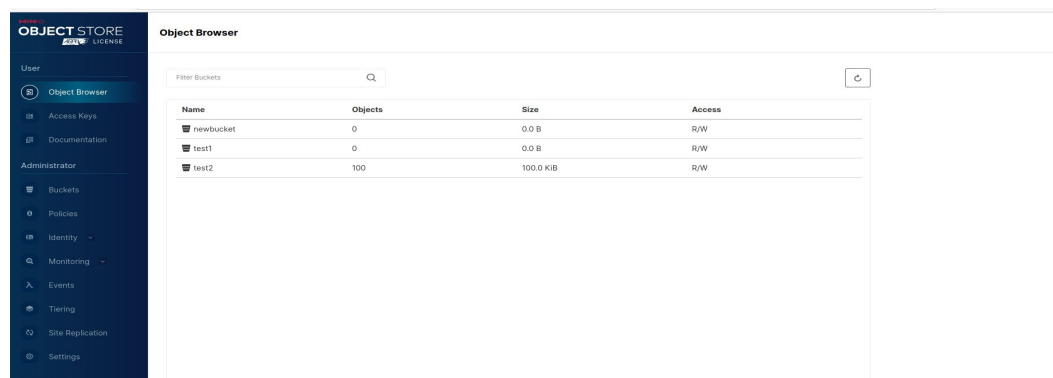 MINIO
OBJECT STORE
LICENSE
Object Browser
User
Object Browser
Access Keys
Documentation
Administrator
Buckets
Policies
Identity
Monitoring
Events
Tiering
Site Replication
Settings
Filter Buckets
Name Objects Size Access
newbucket 0 0.0 B R/W
test1 0 0.0 B R/W
test2 100 100.0 KiB R/W